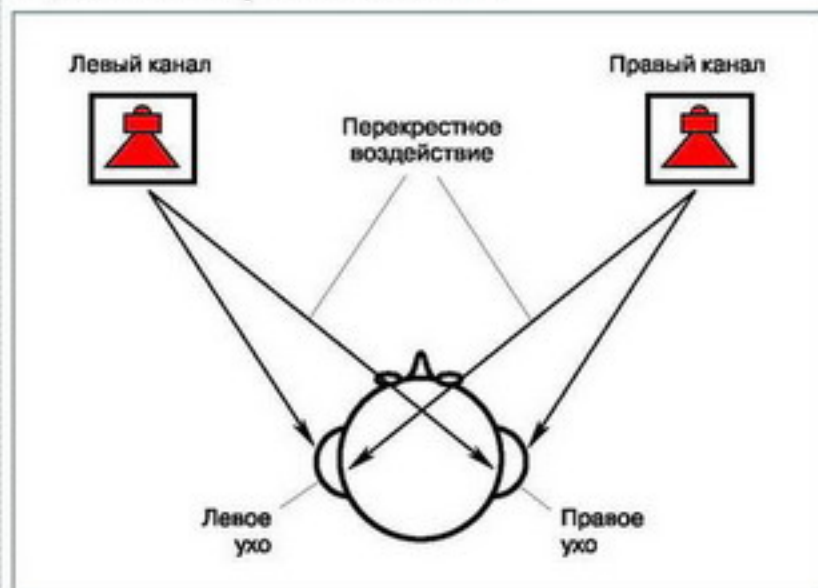 Левый канал
Правый канал
Перекрестное
воздействие
Левое
ухо
Правое
ухо